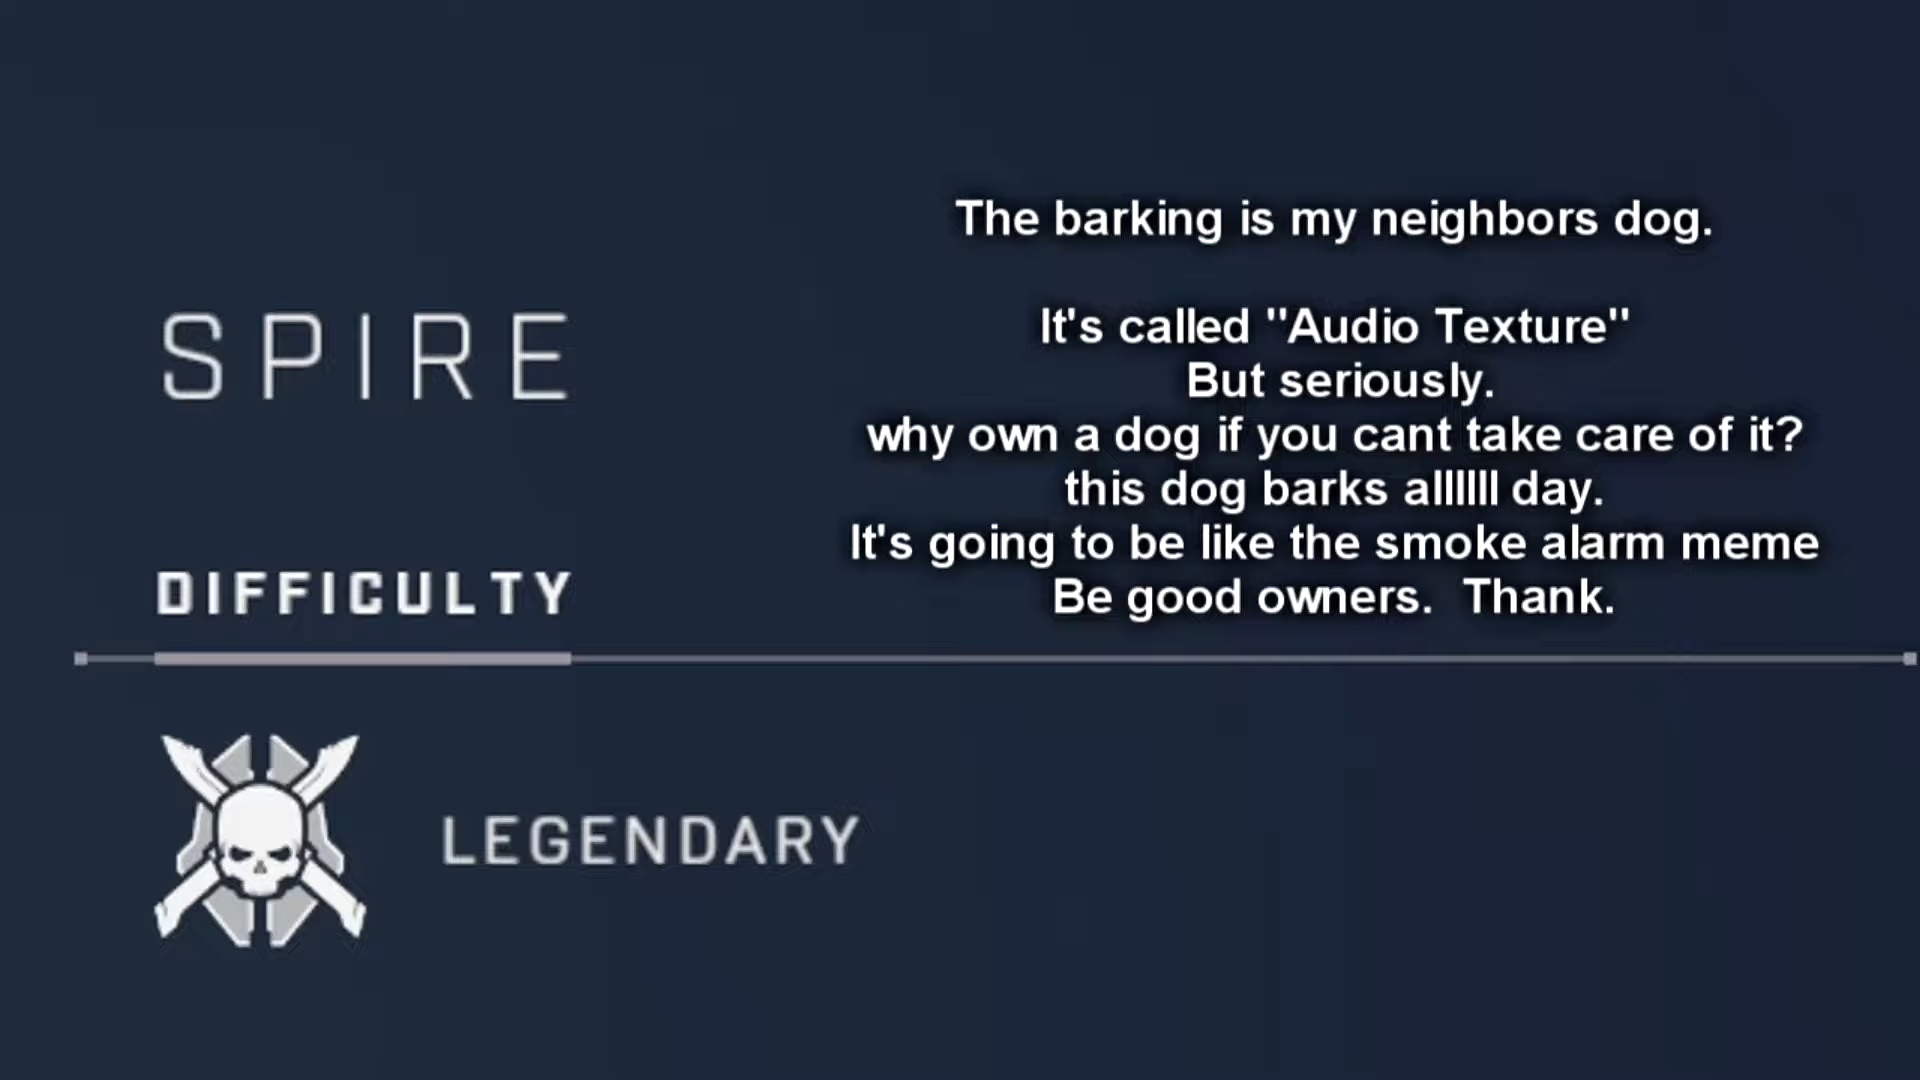 The barking is my neighbors dog.
It's called "Audio Texture"
But seriously.
why own a dog if you cant take care of it?
this dog barks allllll day.
It's going to be like the smoke alarm meme
Be good owners.  Thank.
SPIRE
DIFFICULTY
LEGENDARY